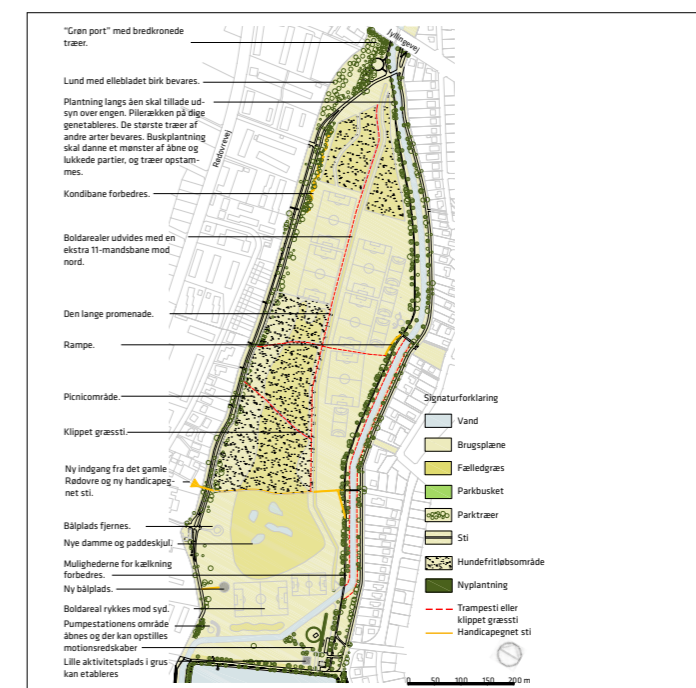 "Grøn port" med bredkronede
træer.
Jyllingevej
Lund med ellebladet birk bevares.
Plantning langs åen skal tillade ud-
syn over engen. Pilerækken på dige
genetableres. De største træer af
andre arter bevares. Buskplantning
skal danne et mønster af åbne og
lukkede partier, og træer opstam-
mes.
Rødovrevej
Kondibane forbedres.
Boldarealer udvides med en
ekstra 11-mandsbane mod
nord.
Den lange promenade.
Rampe.
Picnicområde.
Klippet græssti.
Ny indgang fra det gamle
Rødovre og ny handicapeg-
net sti.
Bålplads fjernes.
Nye damme og paddeskjul.
Mulighederne for kælkning
forbedres.
Ny bålplads.
Boldareal rykkes mod syd.
Pumpestationens område
åbnes og der kan opstilles
motionsredskaber
Lille aktivitetsplads i grus
kan etableres
Signaturforklaring
Vand
Brugsplæne
Fælledgræs
Parkbusket
Parktræer
Sti
Hundefritløbsområde
Nyplantning
Trampesti eller
klippet græssti
Handicapegnet sti
0 50 100 150 200 m